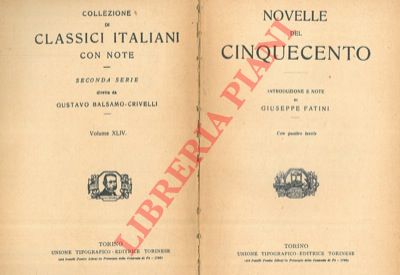 COLLEZIONE
DI
CLASSICI ITALIANI
CON NOTE
SECONDA SERIE
diretta da
GUSTAVO BALSAMO-CRIVELLI
Volume XLIV.
TORINO
UNIONE TIPOGRAFICO-EDITRICE TORINESE
NOVELLE
DEL
CINQUECENTO
INTRODUZIONE E NOTE
DI
GIUSEPPE FATINI
Con quattro tavole
TORINO
UNIONE TIPOGRAFICO-EDITRICE TORINESE
LIBRERIA PIANI